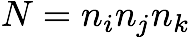 N = n_i n_j n_k